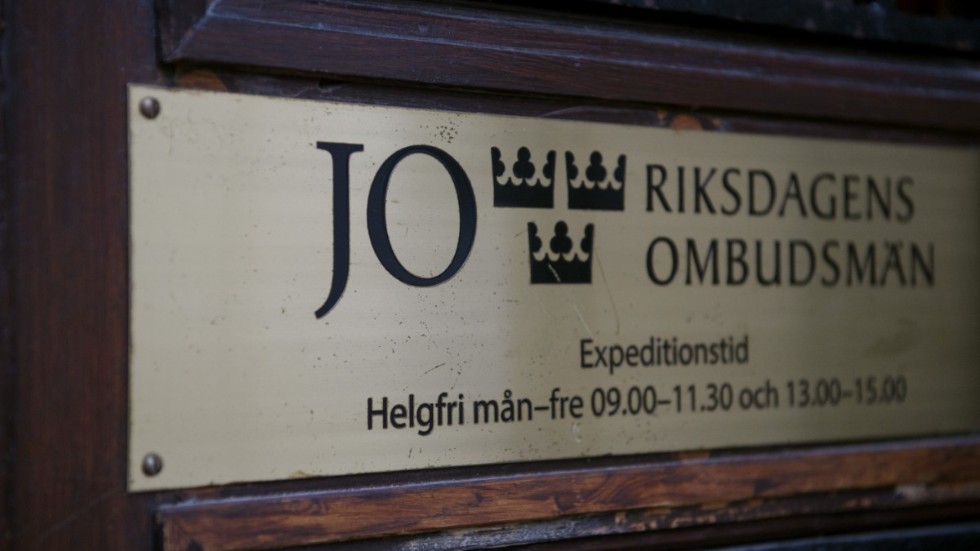 JO RIKSDAGENS
OMBUDSMÄN
Expeditionstid
Helgfri mån–fre 09.00–11.30 och 13.00–15.00